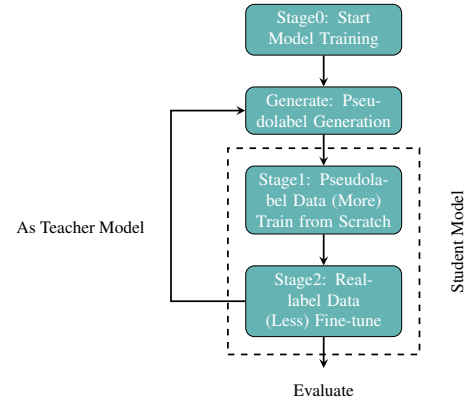 Stage0: Start
Model Training
Generate: Pseu-
dolabel Generation
Stage1: Pseudola-
bel Data (More)
Train from Scratch
As Teacher Model
Student Model
Stage2: Real-
label Data
(Less) Fine-tune
Evaluate